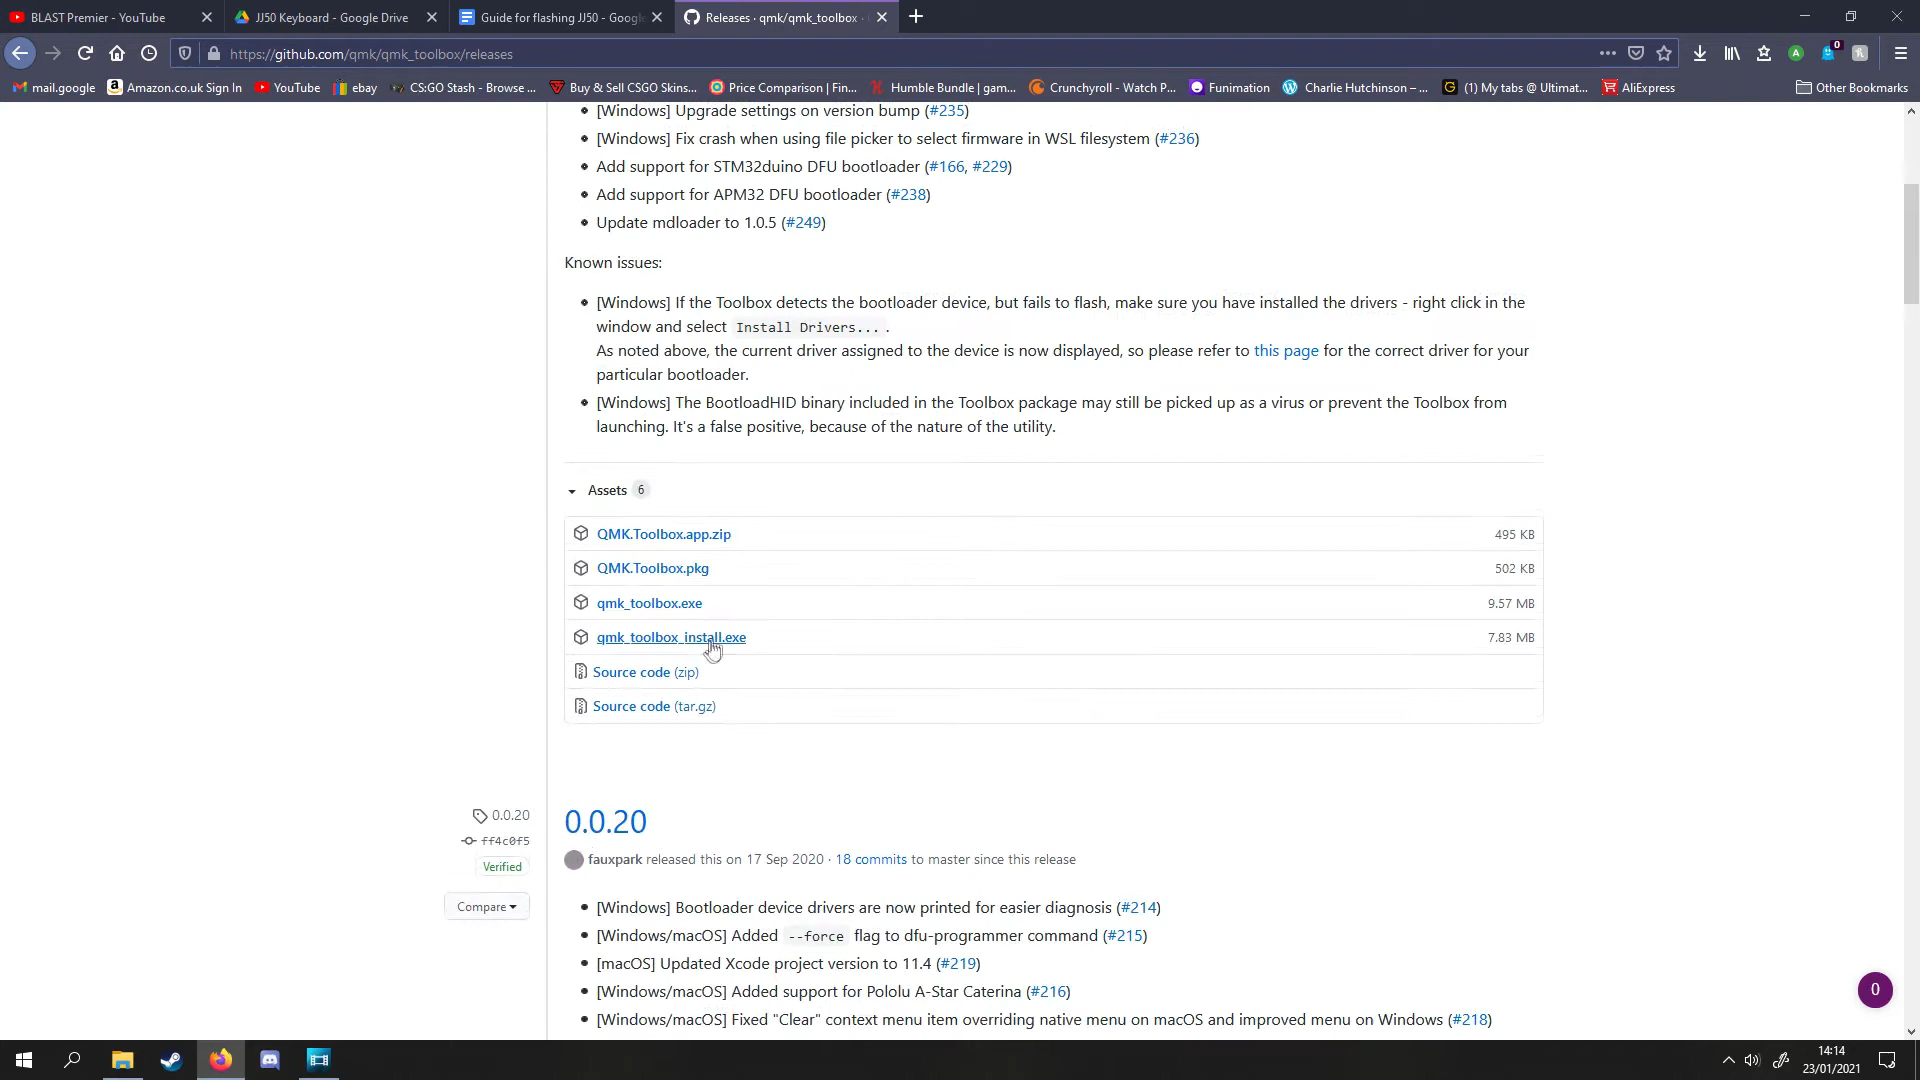 BLAST Premier - YouTube
JJ50 Keyboard - Google Drive
Guide for flashing JJ50 - Googl
Releases · qmk/qmk_toolbox ·
https://github.com/qmk/qmk_toolbox/releases
0
mail.google
Amazon.co.uk Sign In
YouTube
ebay
CS:GO Stash - Browse ...
Buy & Sell CSGO Skins...
Price Comparison | Fin...
Humble Bundle | gam...
Crunchyroll - Watch P...
Funimation
Charlie Hutchinson – ...
(1) My tabs @ Ultimat...
AliExpress
Other Bookmarks
[Windows] Upgrade settings on version bump (#235)
[Windows] Fix crash when using file picker to select firmware in WSL filesystem (#236)
Add support for STM32duino DFU bootloader (#166, #229)
Add support for APM32 DFU bootloader (#238)
Update mdloader to 1.0.5 (#249)
Known issues:
[Windows] If the Toolbox detects the bootloader device, but fails to flash, make sure you have installed the drivers - right click in the
window and select Install Drivers... .
As noted above, the current driver assigned to the device is now displayed, so please refer to this page for the correct driver for your
particular bootloader.
[Windows] The BootloadHID binary included in the Toolbox package may still be picked up as a virus or prevent the Toolbox from
launching. It's a false positive, because of the nature of the utility.
Assets 6
QMK.Toolbox.app.zip 495 KB
QMK.Toolbox.pkg 502 KB
qmk_toolbox.exe 9.57 MB
qmk_toolbox_install.exe 7.83 MB
Source code (zip)
Source code (tar.gz)
0.0.20
ff4c0f5
Verified
Compare
0.0.20
fauxpark released this on 17 Sep 2020 · 18 commits to master since this release
[Windows] Bootloader device drivers are now printed for easier diagnosis (#214)
[Windows/macOS] Added --force flag to dfu-programmer command (#215)
[macOS] Updated Xcode project version to 11.4 (#219)
[Windows/macOS] Added support for Pololu A-Star Caterina (#216)
[Windows/macOS] Fixed "Clear" context menu item overriding native menu on macOS and improved menu on Windows (#218)
0
14:14
23/01/2021